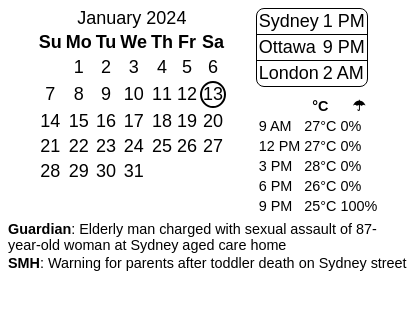 January 2024
Su Mo Tu We Th Fr Sa
1 2 3 4 5 6
7 8 9 10 11 12 13
14 15 16 17 18 19 20
21 22 23 24 25 26 27
28 29 30 31
Sydney 1 PM
Ottawa 9 PM
London 2 AM
°C ☂
9 AM 27°C 0%
12 PM 27°C 0%
3 PM 28°C 0%
6 PM 26°C 0%
9 PM 25°C 100%
Guardian: Elderly man charged with sexual assault of 87-
year-old woman at Sydney aged care home
SMH: Warning for parents after toddler death on Sydney street